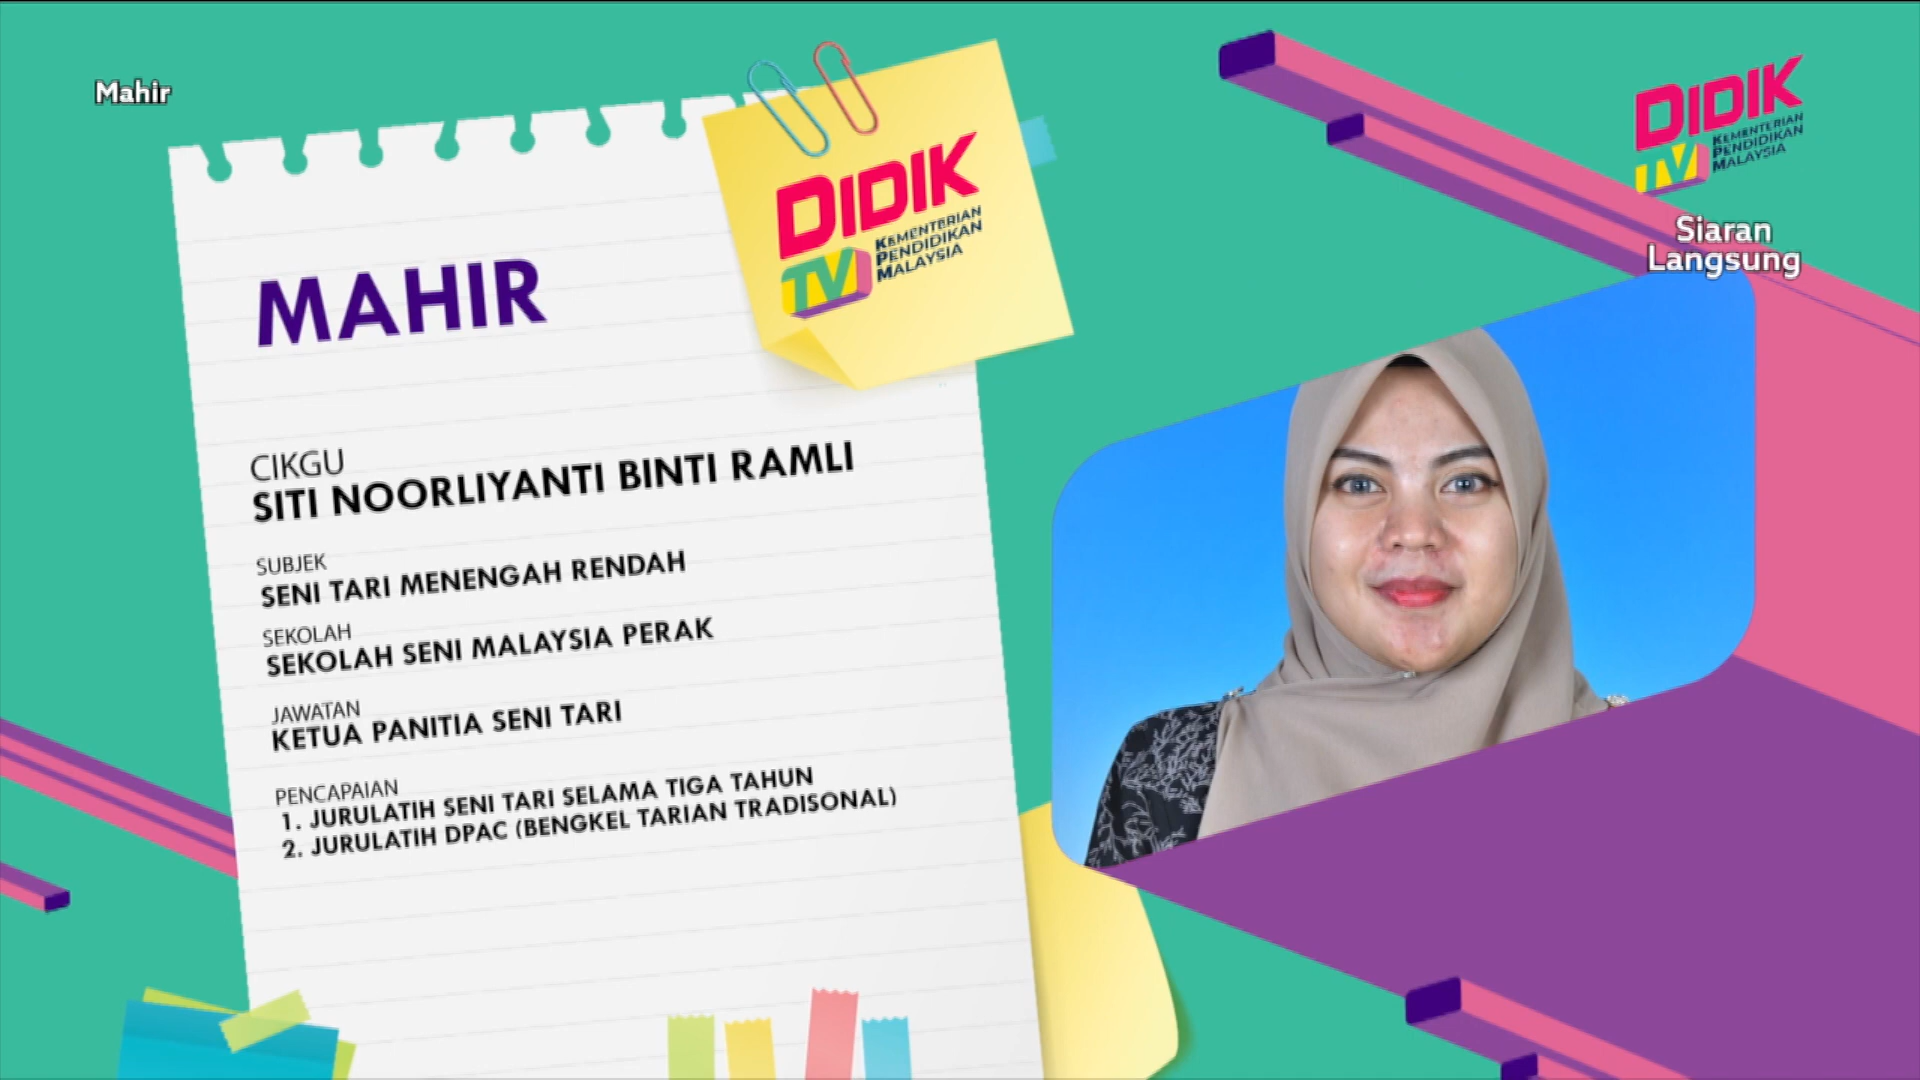 Mahir
DIDIK
TV
KEMENTERIAN
PENDIDIKAN
MALAYSIA
Siaran
Langsung
DIDIK
TV
KEMENTERIAN
PENDIDIKAN
MALAYSIA
MAHIR
CIKGU
SITI NOORLIYANTI BINTI RAMLI
SUBJEK
SENI TARI MENENGAH RENDAH
SEKOLAH
SEKOLAH SENI MALAYSIA PERAK
JAWATAN
KETUA PANITIA SENI TARI
PENCAPAIAN
1. JURULATIH SENI TARI SELAMA TIGA TAHUN
2. JURULATIH DPAC (BENGKEL TARIAN TRADISONAL)